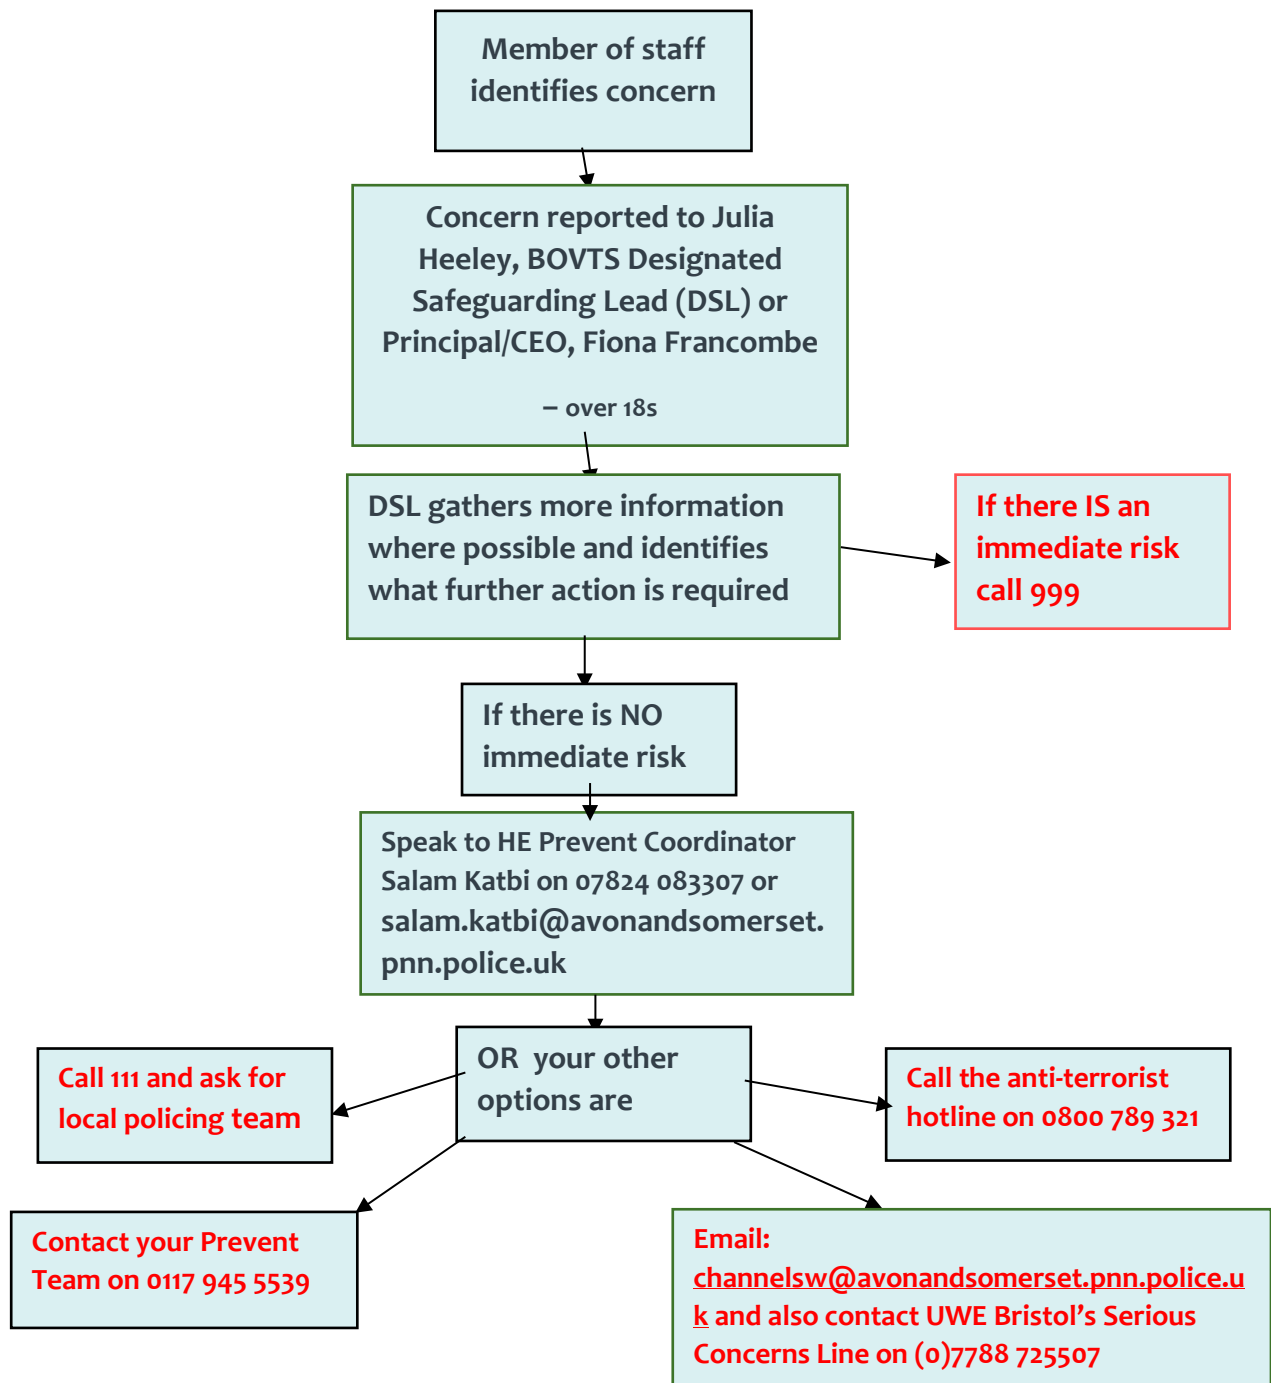 Member of staff
identifies concern
Concern reported to Julia
Heeley, BOVTS Designated
Safeguarding Lead (DSL) or
Principal/CEO, Fiona Francombe
– over 18s
DSL gathers more information
where possible and identifies
what further action is required
If there IS an
immediate risk
call 999
If there is NO
immediate risk
Speak to HE Prevent Coordinator
Salam Katbi on 07824 083307 or
salam.katbi@avonandsomerset.
pnn.police.uk
OR your other
options are
Call 111 and ask for
local policing team
Call the anti-terrorist
hotline on 0800 789 321
Contact your Prevent
Team on 0117 945 5539
Email:
channelsw@avonandsomerset.pnn.police.u
k and also contact UWE Bristol’s Serious
Concerns Line on (0)7788 725507